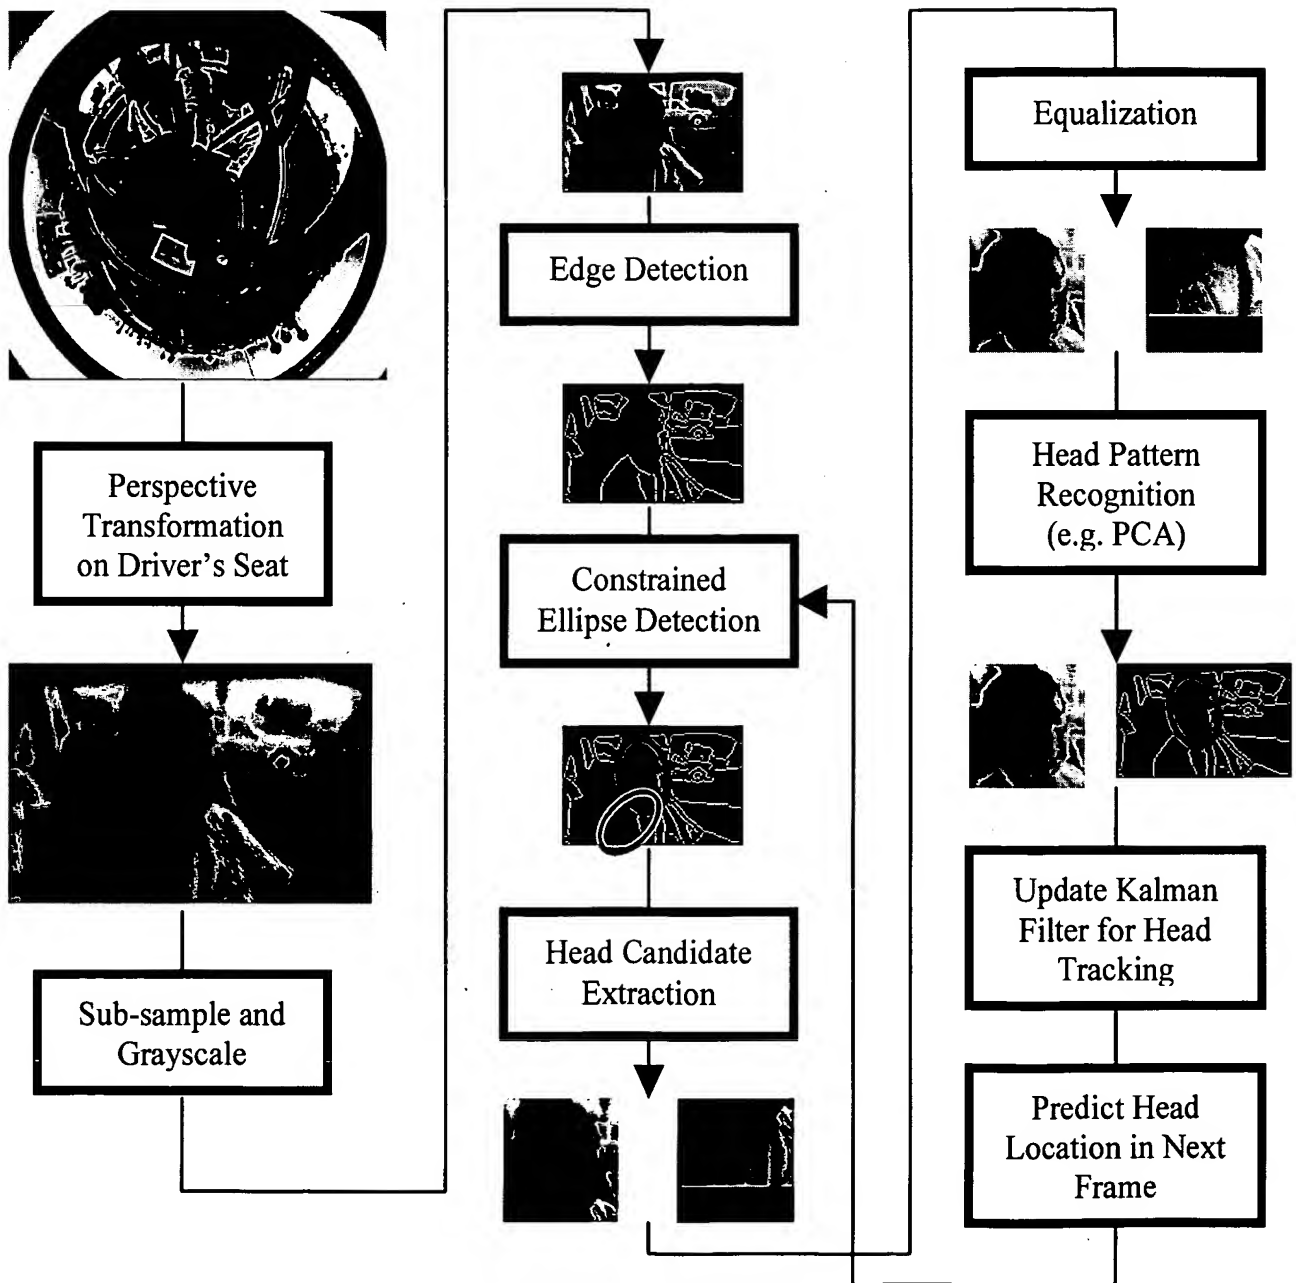 Perspective
Transformation
on Driver's Seat
Sub-sample and
Grayscale
Edge Detection
Constrained
Ellipse Detection
Head Candidate
Extraction
Equalization
Head Pattern
Recognition
(e.g. PCA)
Update Kalman
Filter for Head
Tracking
Predict Head
Location in Next
Frame